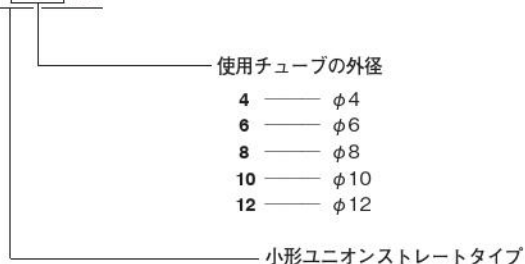 使用チューブの外径
4 φ4
6 φ6
8 φ8
10 φ10
12 φ12
小形ユニオンストレートタイプ